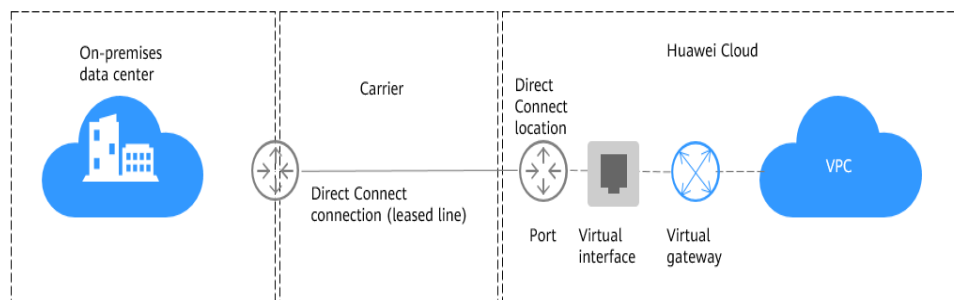 On-premises
data center
Carrier
Huawei Cloud
Direct
Connect
location
VPC
Direct Connect
connection (leased line)
Port
Virtual
interface
Virtual
gateway